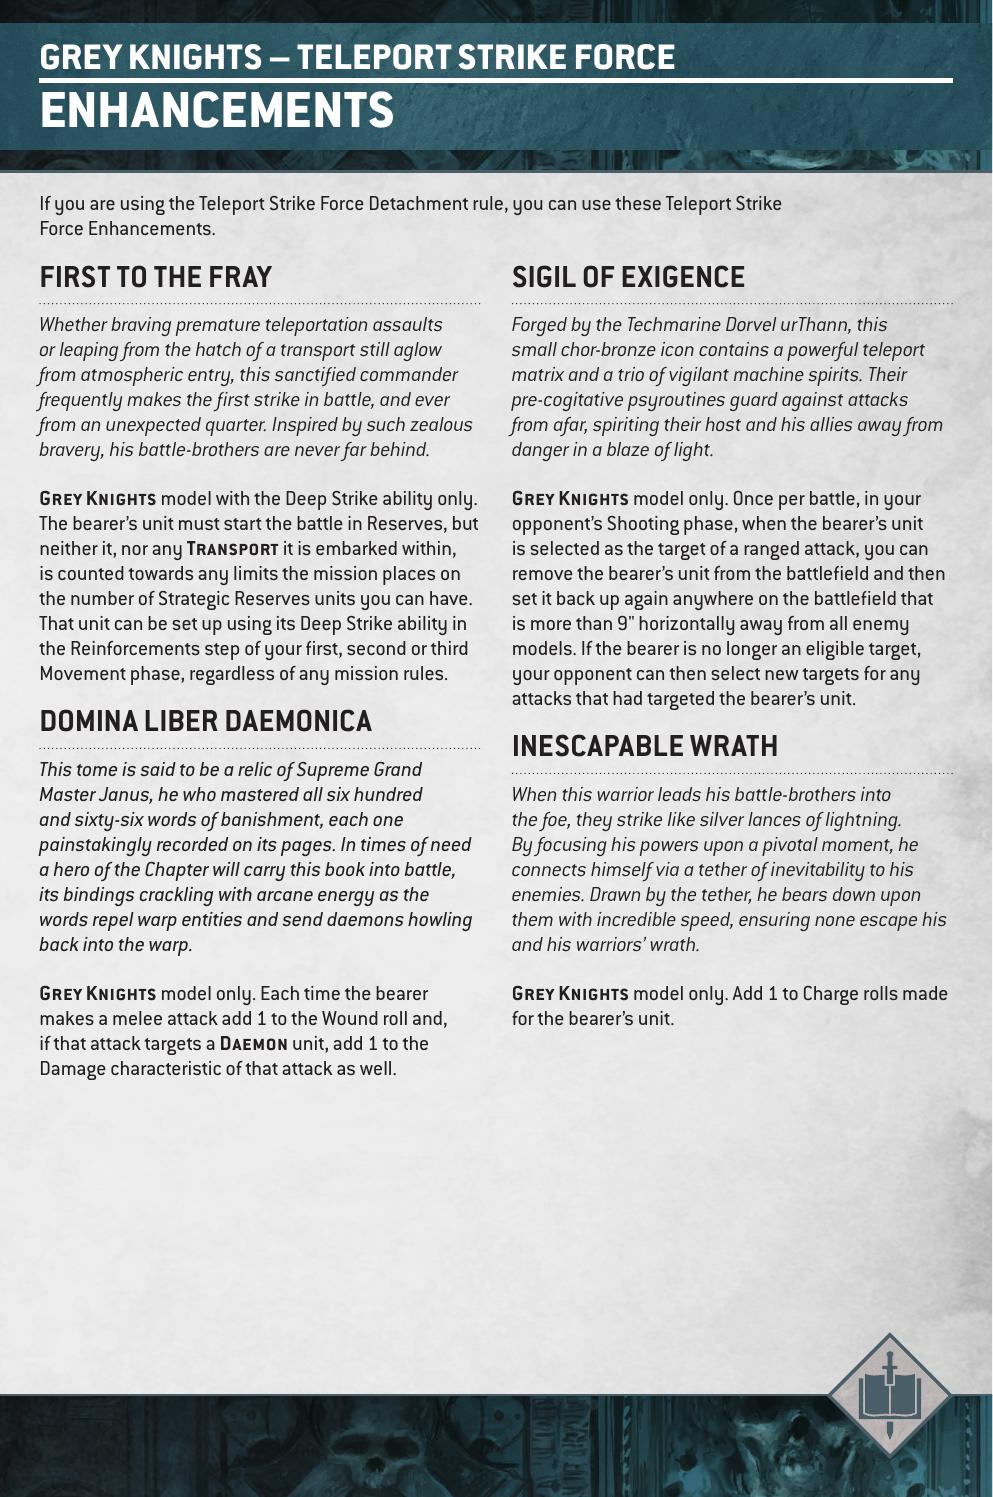 GREY KNIGHTS – TELEPORT STRIKE FORCE
ENHANCEMENTS
If you are using the Teleport Strike Force Detachment rule, you can use these Teleport Strike
Force Enhancements.
FIRST TO THE FRAY
Whether braving premature teleportation assaults
or leaping from the hatch of a transport still aglow
from atmospheric entry, this sanctified commander
frequently makes the first strike in battle, and ever
from an unexpected quarter. Inspired by such zealous
bravery, his battle-brothers are never far behind.
GREY KNIGHTS model with the Deep Strike ability only.
The bearer's unit must start the battle in Reserves, but
neither it, nor any TRANSPORT it is embarked within,
is counted towards any limits the mission places on
the number of Strategic Reserves units you can have.
That unit can be set up using its Deep Strike ability in
the Reinforcements step of your first, second or third
Movement phase, regardless of any mission rules.
DOMINA LIBER DAEMONICA
This tome is said to be a relic of Supreme Grand
Master Janus, he who mastered all six hundred
and sixty-six words of banishment, each one
painstakingly recorded on its pages. In times of need
a hero of the Chapter will carry this book into battle,
its bindings crackling with arcane energy as the
words repel warp entities and send daemons howling
back into the warp.
GREY KNIGHTS model only. Each time the bearer
makes a melee attack add 1 to the Wound roll and,
if that attack targets a DAEMON unit, add 1 to the
Damage characteristic of that attack as well.
SIGIL OF EXIGENCE
Forged by the Techmarine Dorvel urThann, this
small chor-bronze icon contains a powerful teleport
matrix and a trio of vigilant machine spirits. Their
pre-cogitative psyroutines guard against attacks
from afar, spiriting their host and his allies away from
danger in a blaze of light.
GREY KNIGHTS model only. Once per battle, in your
opponent's Shooting phase, when the bearer's unit
is selected as the target of a ranged attack, you can
remove the bearer's unit from the battlefield and then
set it back up again anywhere on the battlefield that
is more than 9" horizontally away from all enemy
models. If the bearer is no longer an eligible target,
your opponent can then select new targets for any
attacks that had targeted the bearer's unit.
INESCAPABLE WRATH
When this warrior leads his battle-brothers into
the foe, they strike like silver lances of lightning.
By focusing his powers upon a pivotal moment, he
connects himself via a tether of inevitability to his
enemies. Drawn by the tether, he bears down upon
them with incredible speed, ensuring none escape his
and his warriors' wrath.
GREY KNIGHTS model only. Add 1 to Charge rolls made
for the bearer's unit.